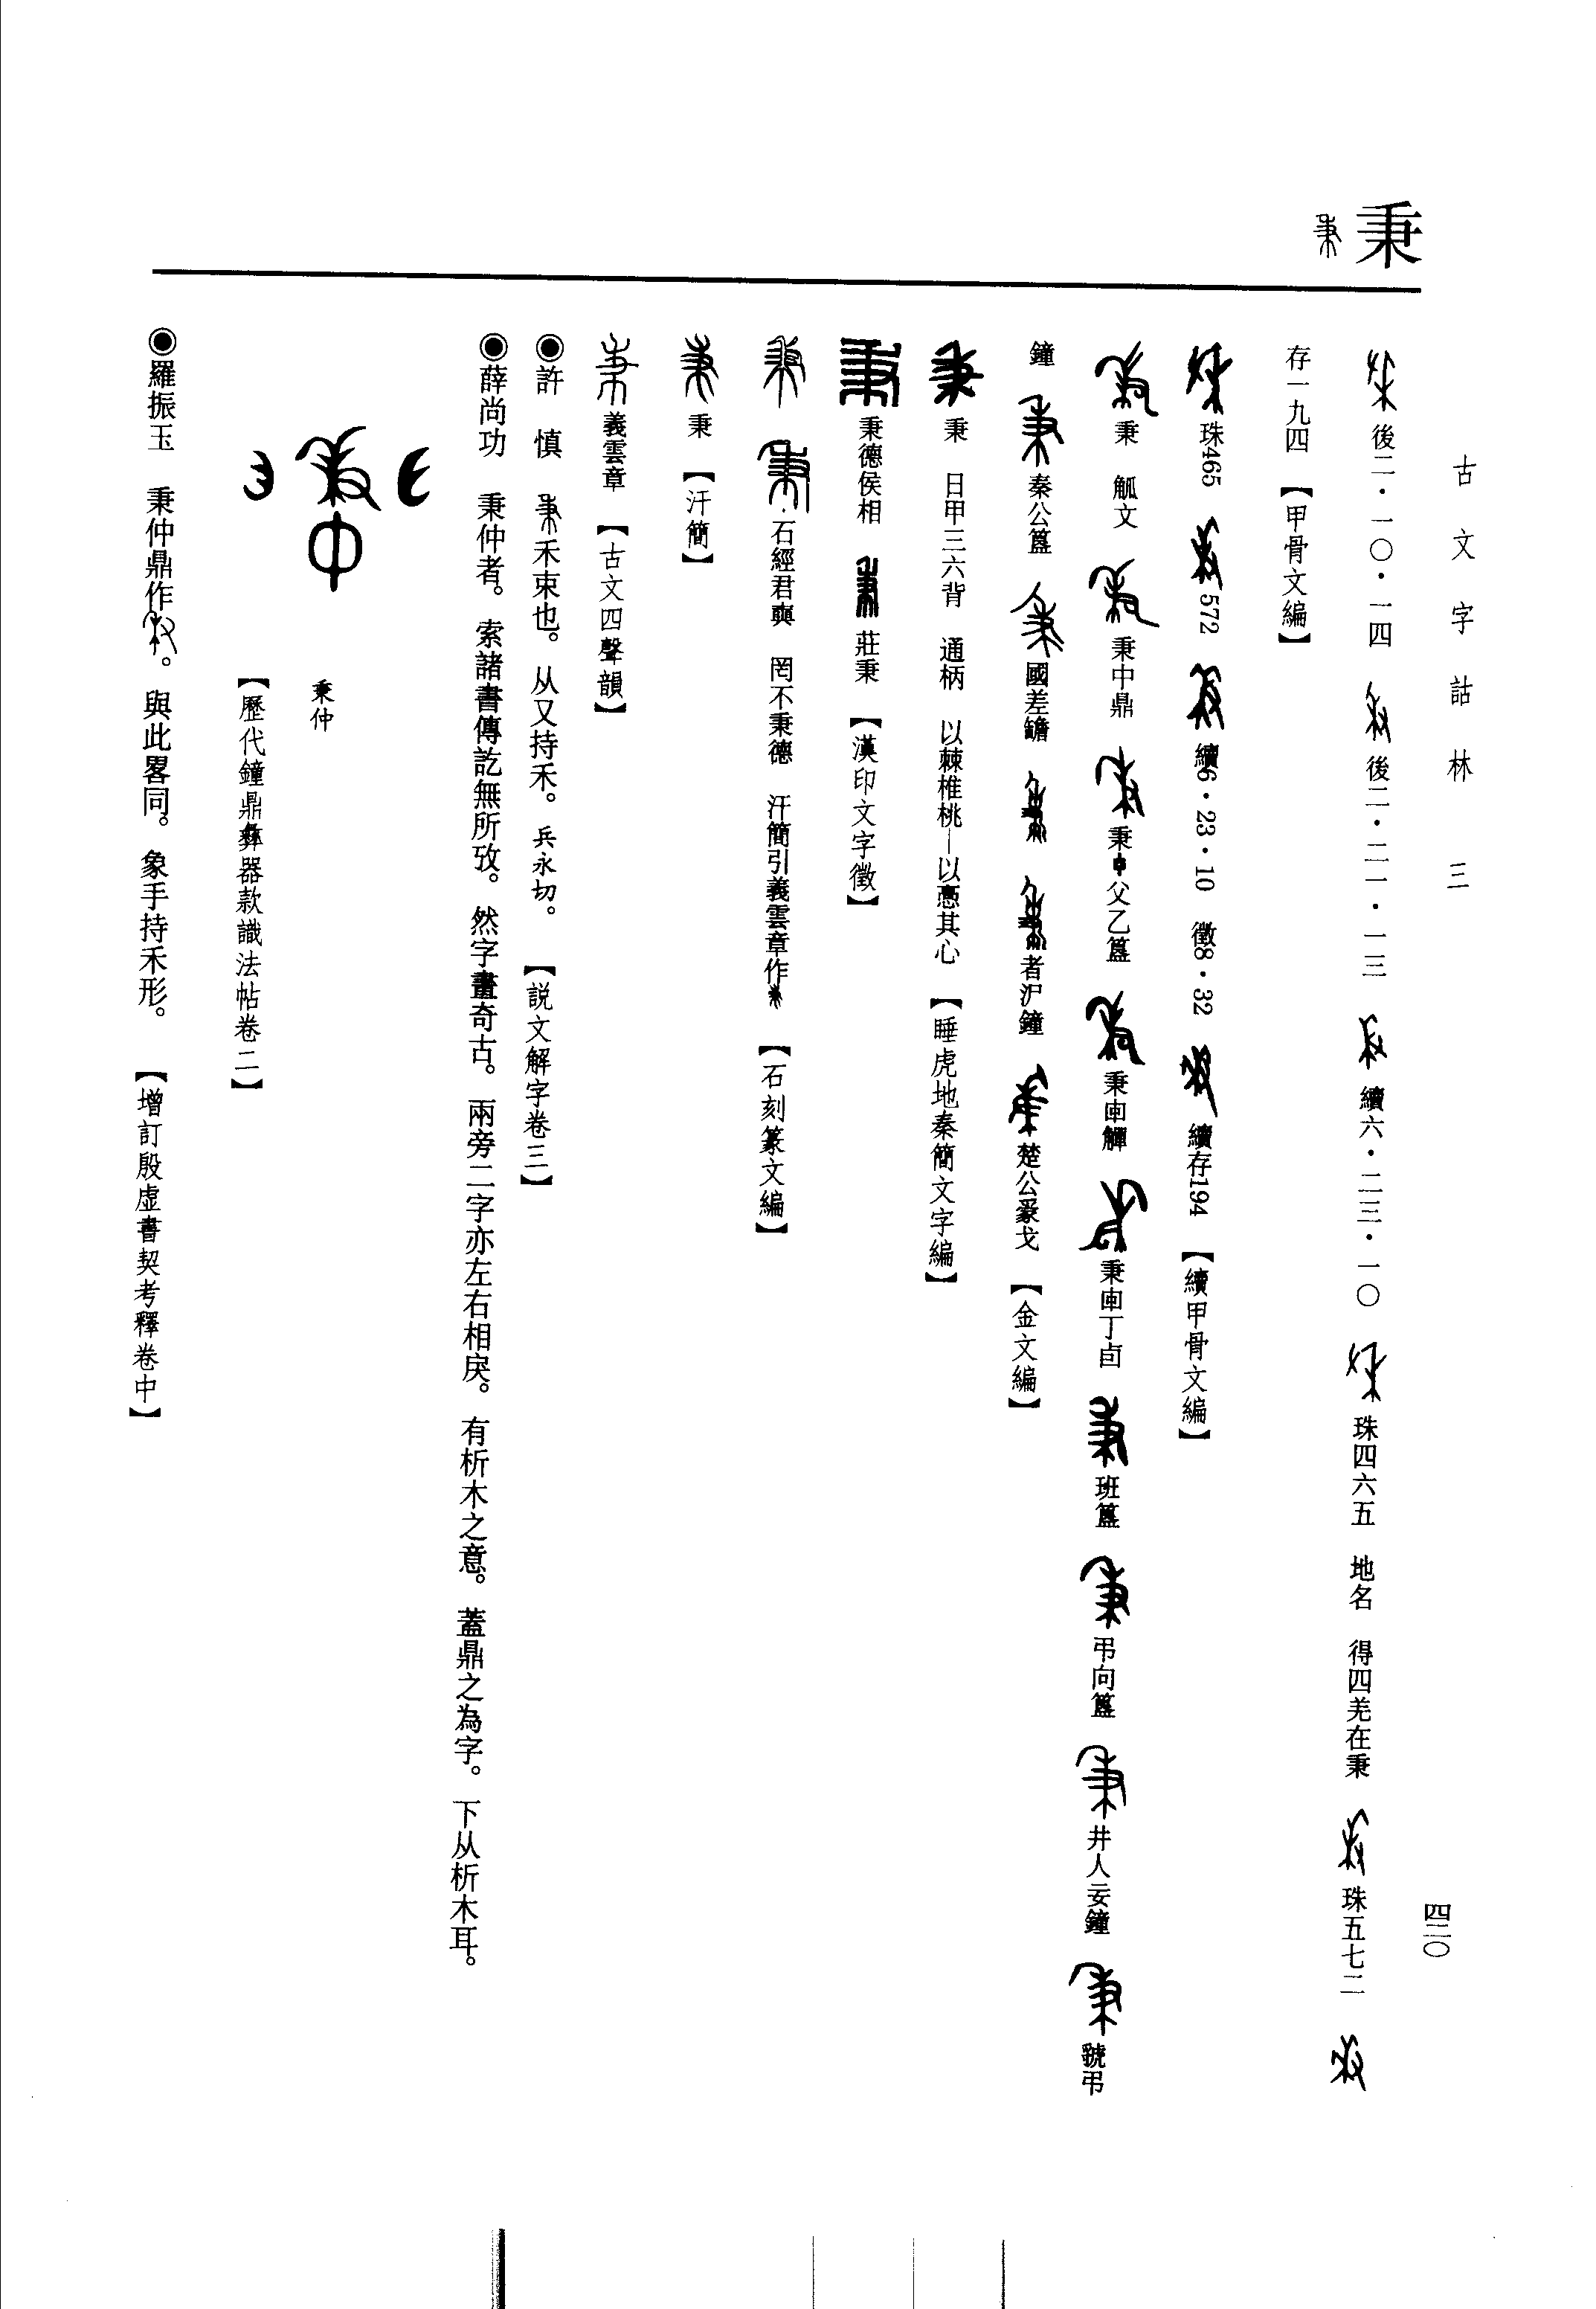 古文字詁林 三
四三〇
秉
後二・一〇・一四 後二・二一・一三 續六・二三・一〇 珠四六五 地名 得四羌在秉 珠五七二
存一九四 【甲骨文編】
珠465 572 續6・23・10 徵8・32 續存194 【續甲骨文編】
秉 觚文 秉中鼎 秉父乙簋 秉觶 秉丁卣 班簋 弔向簋 井人妄鐘 虢弔
鐘 秦公簋 國差𦉜 者沪鐘 楚公豪戈 【金文編】
秉 日甲三六背 通柄 以棘椎桃—以憲其心 【睡虎地秦簡文字編】
秉德侯相 莊秉 【漢印文字徵】
石經君奭 罔不秉德 汗簡引義雲章作 【石刻篆文編】
秉 【汗簡】
義雲章 【古文四聲韻】
◉許 慎 禾束也。从又持禾。兵永切。 【說文解字卷三】
◉薛尚功 秉仲者。索諸書傳訖無所攷。然字畫奇古。兩旁二字亦左右相戾。有析木之意。蓋鼎之為字。下从析木耳。
秉仲
【歷代鐘鼎彝器款識法帖卷二】
◉羅振玉 秉仲鼎作。與此畧同。象手持禾形。 【增訂殷虛書契考釋卷中】